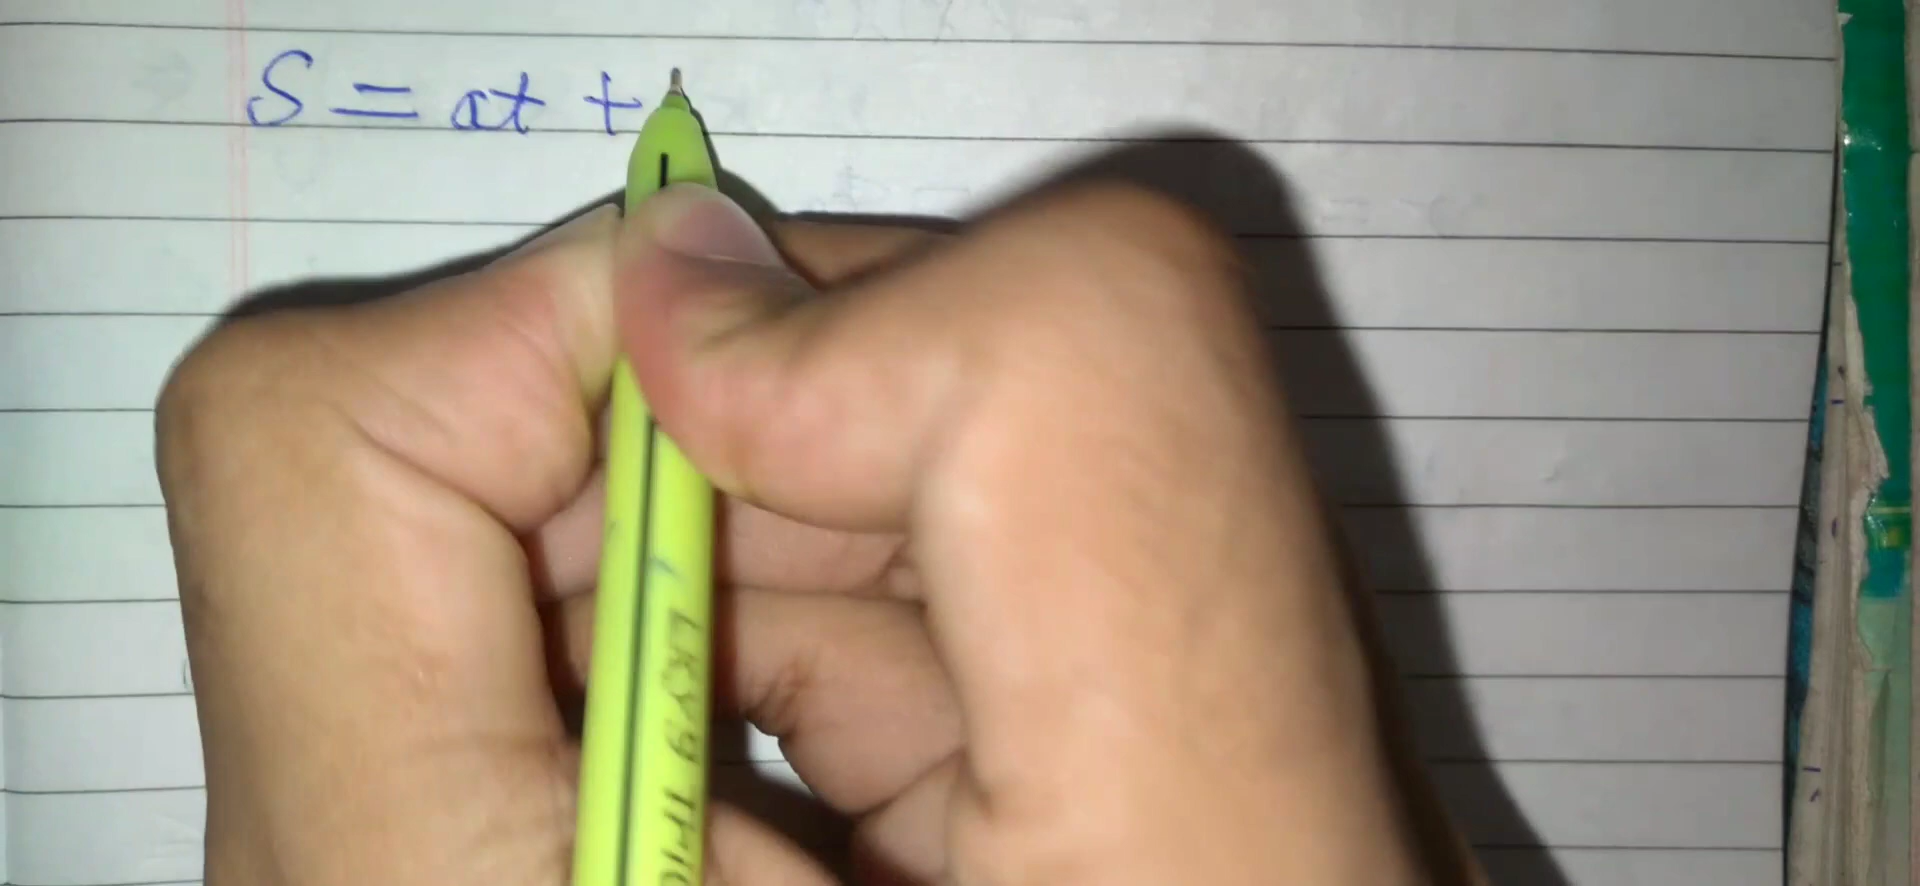 S = at +